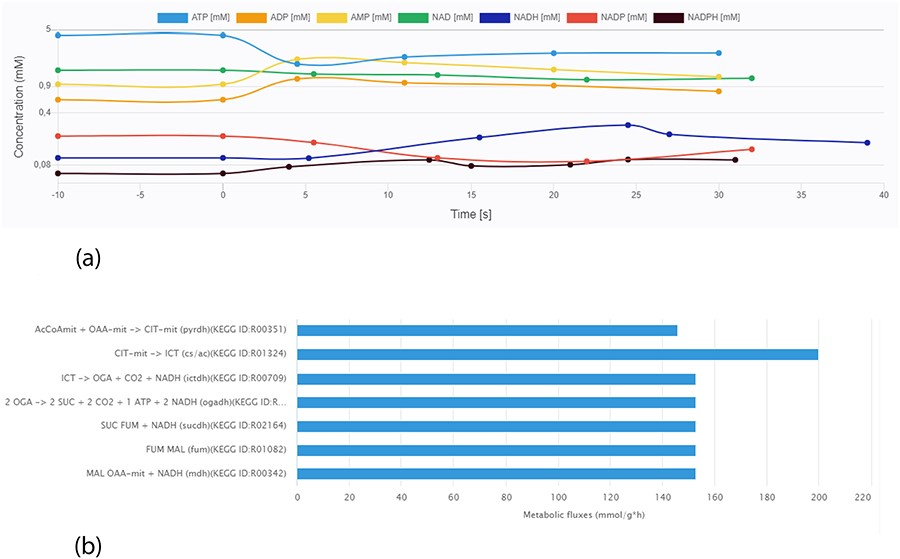 ATP [mM] ADP [mM] AMP [mM] NAD [mM] NADH [mM] NADP [mM] NADPH [mM]
Concentration (mM)
5
0,9
0,4
0,08
-10 -5 0 5 10 15 20 25 30 35 40
Time [s]
(a)
AcCoAmit + OAA-mit -> CIT-mit (pyrdh)(KEGG ID:R00351)
CIT-mit -> ICT (cs/ac)(KEGG ID:R01324)
ICT -> OGA + CO2 + NADH (ictdh)(KEGG ID:R00709)
2 OGA -> 2 SUC + 2 CO2 + 1 ATP + 2 NADH (ogadh)(KEGG ID:R...
SUC FUM + NADH (sucdh)(KEGG ID:R02164)
FUM MAL (fum)(KEGG ID:R01082)
MAL OAA-mit + NADH (mdh)(KEGG ID:R00342)
0 20 40 60 80 100 120 140 160 180 200 220
Metabolic fluxes (mmol/g*h)
(b)